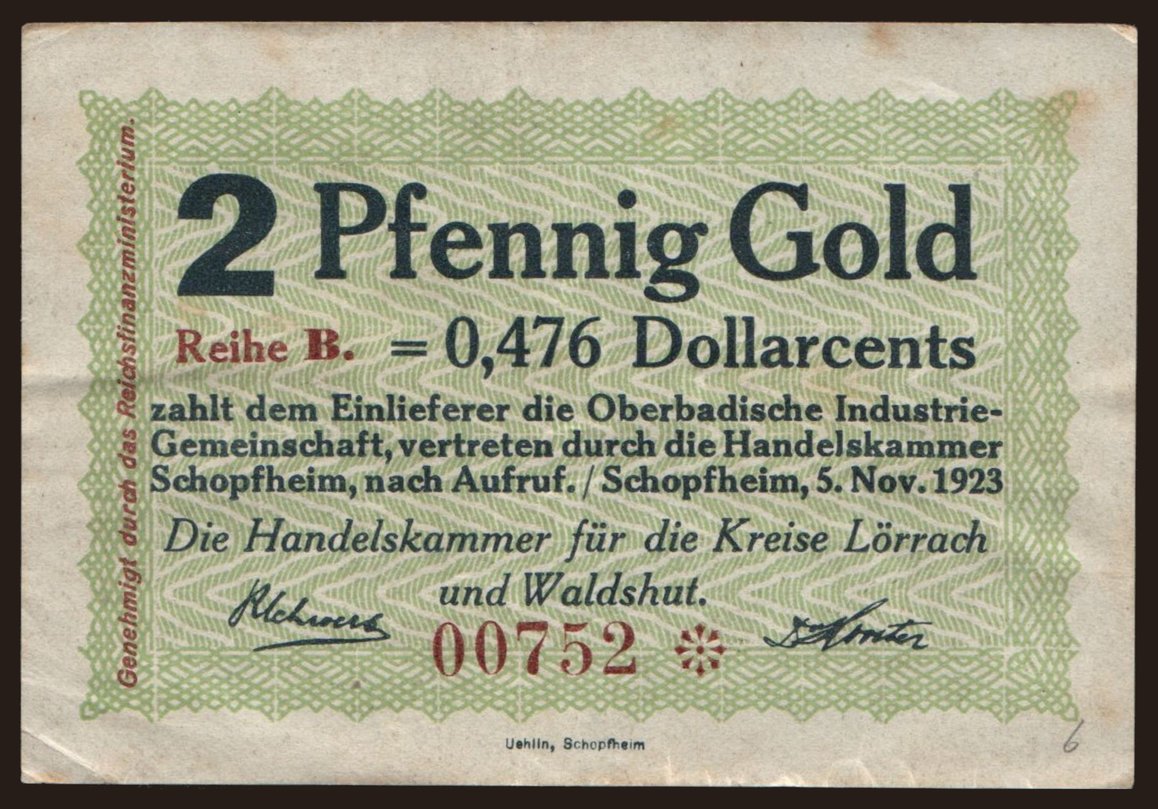 Genehmigt durch das Reichsfinanzministerium.
2 Pfennig Gold
Reihe B. = 0,476 Dollarcents
zahlt dem Einlieferer die Oberbadische Industrie-
Gemeinschaft, vertreten durch die Handelskammer
Schopfheim, nach Aufruf. / Schopfheim, 5. Nov. 1923
Die Handelskammer für die Kreise Lörrach
und Waldshut.
00752
Uehlin, Schopfheim
6